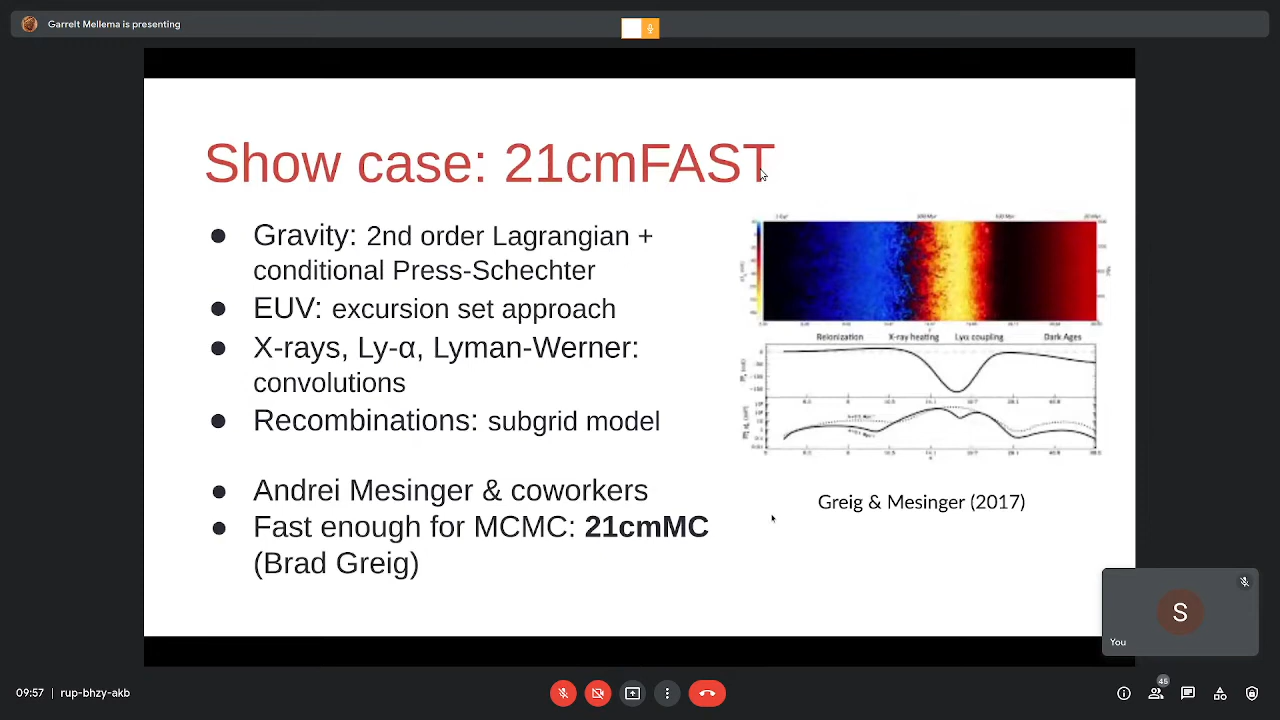 Garrelt Mellema is presenting
Show case: 21cmFAST
● Gravity: 2nd order Lagrangian +
conditional Press-Schechter
● EUV: excursion set approach
● X-rays, Ly-α, Lyman-Werner:
convolutions
● Recombinations: subgrid model
● Andrei Mesinger & coworkers
● Fast enough for MCMC: 21cmMC
(Brad Greig)
Reionization X-ray heating Lyα coupling Dark Ages
Greig & Mesinger (2017)
S
You
09:57 | rup-bhzy-akb
45